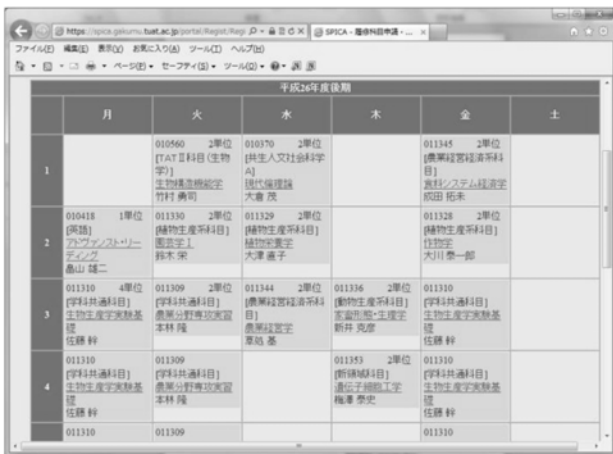 https://spica.gakumu.tuat.ac.jp/portal/Regist/Regi
SPICA - 履修科目申請 - ...
ファイル(F) 編集(E) 表示(V) お気に入り(A) ツール(T) ヘルプ(H)
ページ(P) セーフティ(S) ツール(O)
平成26年度後期
月 火 水 木 金 土
1
010560 2単位
[TATⅡ科目(生物学)]
生物構造機能学
竹村 勇司
010370 2単位
[共生人文社会科学A]
現代倫理論
大倉 茂
011345 2単位
[農業経営経済系科目]
食料システム経済学
成田 拓未
2
010418 1単位
[英語]
アドヴァンスト・リーディング
畠山 雄二
011330 2単位
[植物生産系科目]
園芸学Ⅰ
鈴木 栄
011329 2単位
[植物生産系科目]
植物栄養学
大津 直子
011328 2単位
[植物生産系科目]
作物学
大川 泰一郎
3
011310 4単位
[学科共通科目]
生物生産学実験基礎
佐藤 幹
011309 2単位
[学科共通科目]
農業分野専攻実習
本林 隆
011344 2単位
[農業経営経済系科目]
農業経営学
草処 基
011336 2単位
[動物生産系科目]
家畜形態・生理学
新井 克彦
011310
[学科共通科目]
生物生産学実験基礎
佐藤 幹
4
011310
[学科共通科目]
生物生産学実験基礎
佐藤 幹
011309
[学科共通科目]
農業分野専攻実習
本林 隆
011353 2単位
[新領域科目]
遺伝子細胞工学
梅澤 泰史
011310
[学科共通科目]
生物生産学実験基礎
佐藤 幹
011310
011309
011310